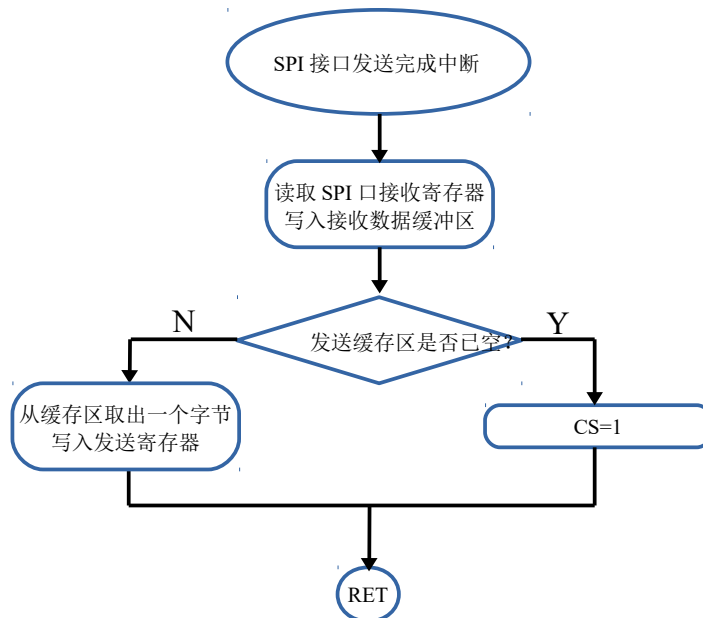 SPI 接口发送完成中断
读取 SPI 口接收寄存器
写入接收数据缓冲区
N
发送缓存区是否已空?
Y
从缓存区取出一个字节
写入发送寄存器
CS=1
RET